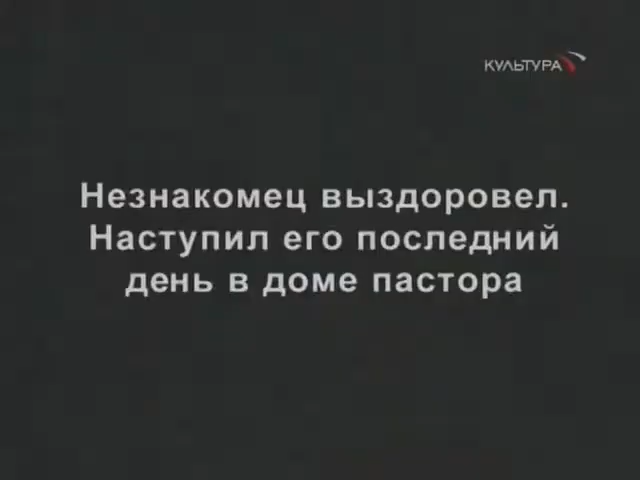 КУЛЬТУРА
Незнакомец выздоровел.
Наступил его последний
день в доме пастора